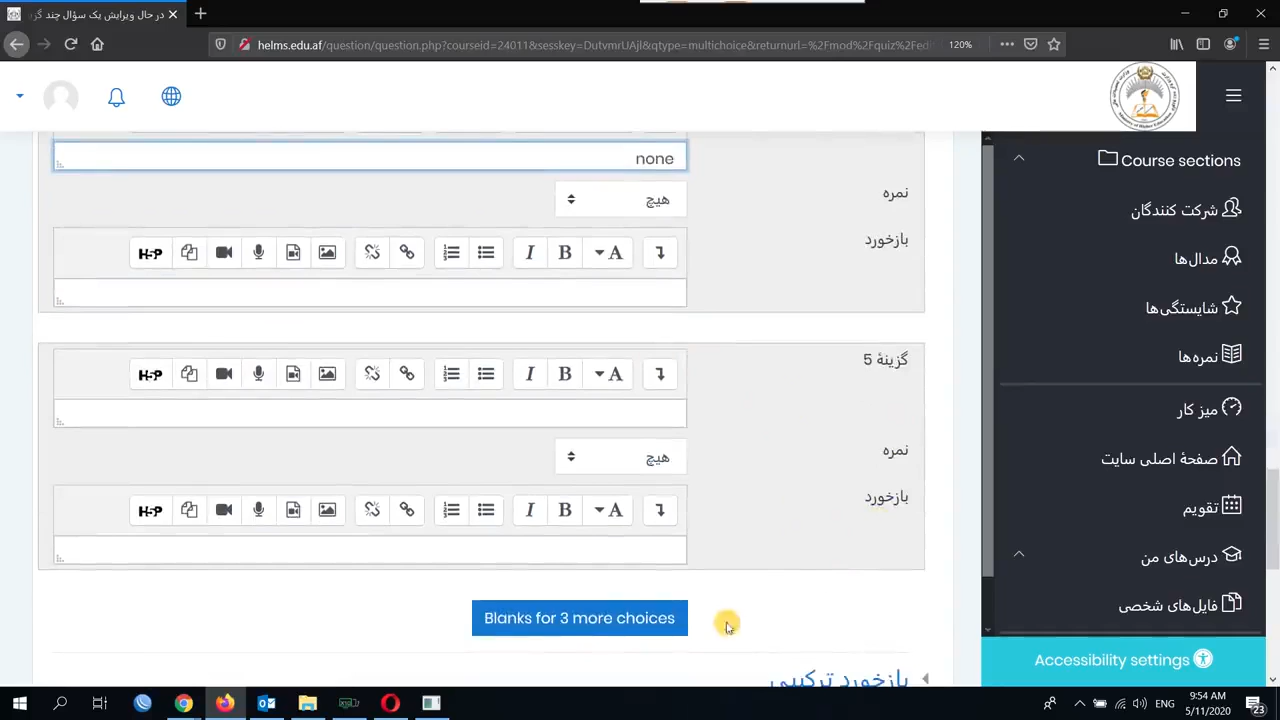 در حال ویرایش یک سؤال چند گز
helms.edu.af/question/question.php?courseid=24011&sesskey=DutvmrUAjl&qtype=multichoice&returnurl=%2Fmod%2Fquiz%2Fedi
120%
none
نمره
هیچ
بازخورد
H5P
I B A
گزینهٔ 5
H5P
I B A
نمره
هیچ
بازخورد
H5P
I B A
Blanks for 3 more choices
بازخورد ترکیبی
Course sections
شرکت کنندگان
مدال‌ها
شایستگی‌ها
نمره‌ها
میز کار
صفحهٔ اصلی سایت
تقویم
درس‌های من
فایل‌های شخصی
Accessibility settings
ENG
9:54 AM
5/11/2020
23